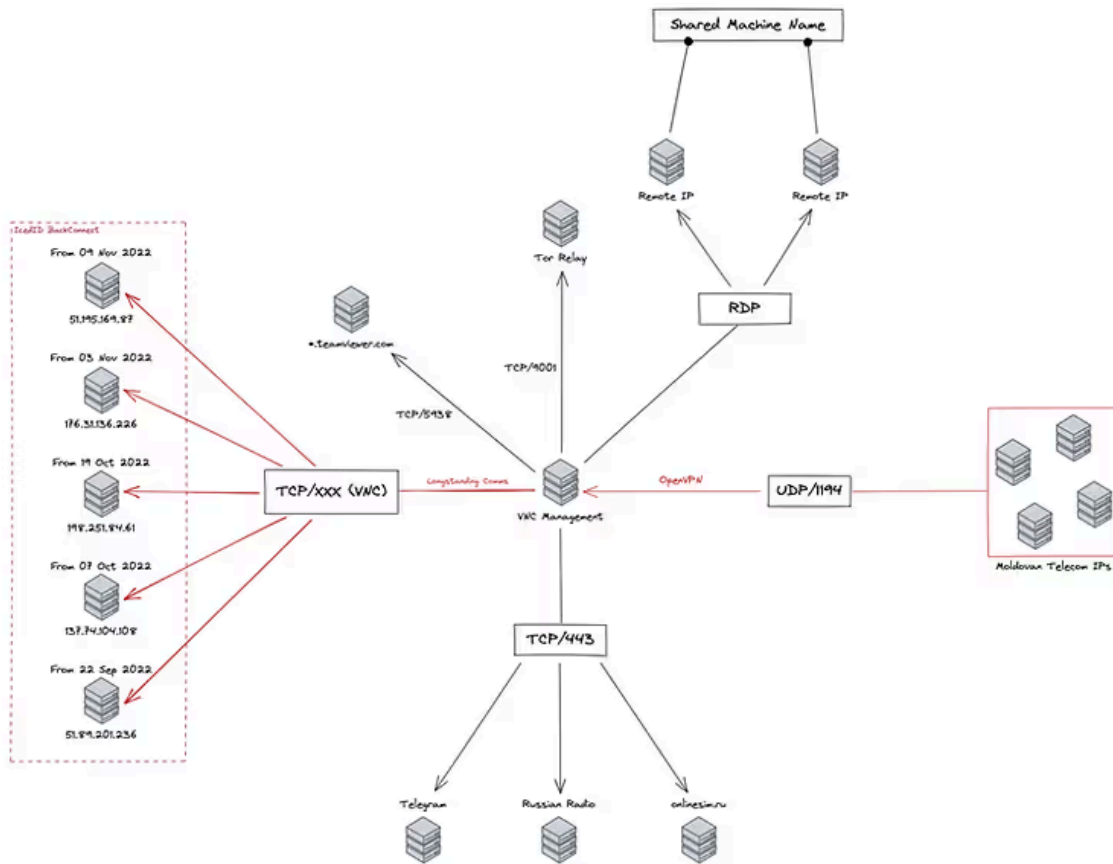 Shared Machine Name
Remote IP
Remote IP
IcedID BackConnect
From 09 Nov 2022
51.195.169.87
Tor Relay
RDP
*.teamviewer.com
TCP/9001
TCP/5938
From 03 Nov 2022
176.31.136.226
From 19 Oct 2022
198.251.84.61
TCP/XXX (VNC)
Longstanding Comms
VNC Management
OpenVPN
UDP/1194
Moldovan Telecom IPs
From 07 Oct 2022
137.74.104.108
TCP/443
From 22 Sep 2022
51.89.201.236
Telegram
Russian Radio
onlinesim.ru